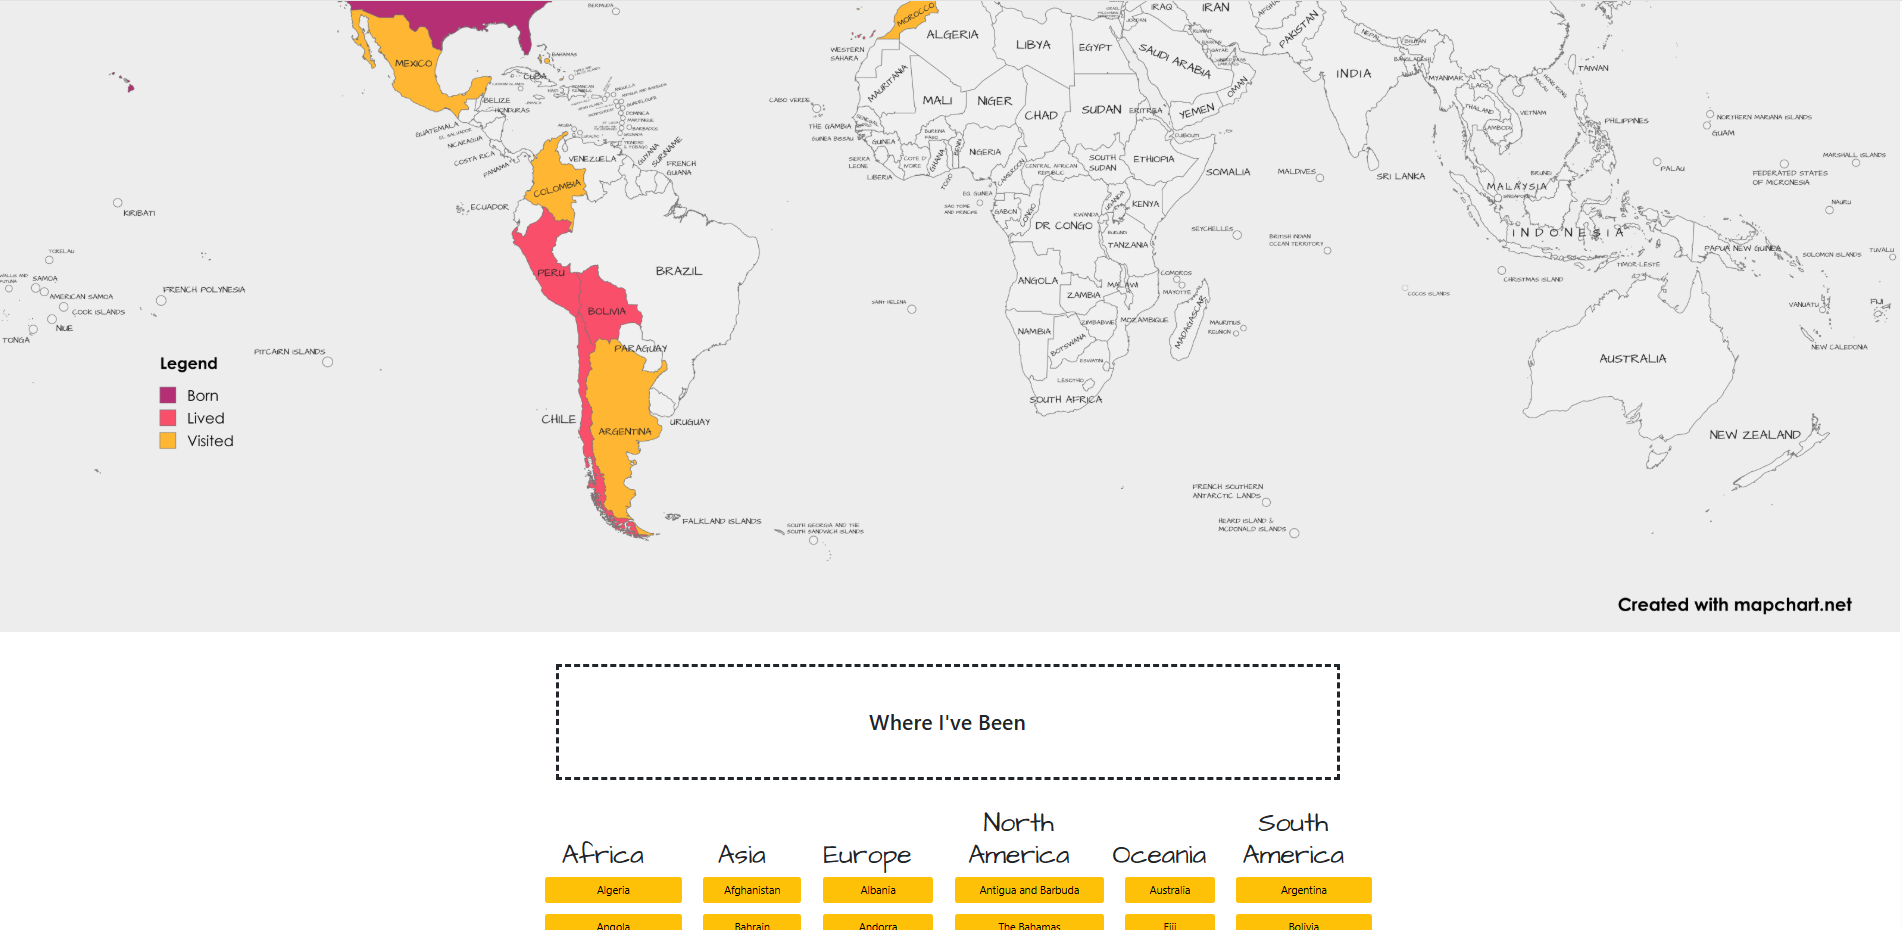 BERMUDA
MOROCCO
IRAQ
IRAN
PAKISTAN
ALGERIA
LIBYA
EGYPT
SAUDI ARABIA
NEPAL
BHUTAN
BANGLADESH
WESTERN
SAHARA
MEXICO
BAHAMAS
CUBA
INDIA
MYANMAR
TAIWAN
OMAN
MAURITANIA
MALI
NIGER
CHAD
SUDAN
ERITREA
YEMEN
LAOS
THAILAND
VIETNAM
BELIZE
HONDURAS
GUADELOUPE
DOMINICA
MARTINIQUE
BARBADOS
CABO VERDE
THE GAMBIA
GUINEA BISSAU
GUINEA
SENEGAL
BURKINA
FASO
DJIBOUTI
PHILIPPINES
NORTHERN MARIANA ISLANDS
GUAM
GUATEMALA
EL SALVADOR
NICARAGUA
COSTA RICA
PANAMA
VENEZUELA
GUYANA
SURINAME
FRENCH
GUIANA
SIERRA
LEONE
LIBERIA
COTE D'
IVOIRE
GHANA
TOGO
BENIN
NIGERIA
CAMEROON
CENTRAL AFRICAN
REPUBLIC
SOUTH
SUDAN
ETHIOPIA
SOMALIA
MALDIVES
SRI LANKA
MALAYSIA
BRUNEI
SINGAPORE
PALAU
FEDERATED STATES
OF MICRONESIA
MARSHALL ISLANDS
COLOMBIA
ECUADOR
KIRIBATI
EQ. GUINEA
SAO TOME
AND PRINCIPE
GABON
CONGO
DR CONGO
RWANDA
BURUNDI
UGANDA
KENYA
TANZANIA
SEYCHELLES
BRITISH INDIAN
OCEAN TERRITORY
INDONESIA
PAPUA NEW GUINEA
NAURU
SOLOMON ISLANDS
TUVALU
TIMOR-LESTE
TOKELAU
WALLIS AND
FUTUNA
SAMOA
AMERICAN SAMOA
COOK ISLANDS
NIUE
TONGA
FRENCH POLYNESIA
PERU
BRAZIL
BOLIVIA
SAINT HELENA
ANGOLA
ZAMBIA
MALAWI
COMOROS
MAYOTTE
MADAGASCAR
MAURITIUS
REUNION
CHRISTMAS ISLAND
COCOS ISLANDS
VANUATU
FIJI
NEW CALEDONIA
NAMIBIA
ZIMBABWE
MOZAMBIQUE
BOTSWANA
ESWATINI
LESOTHO
SOUTH AFRICA
AUSTRALIA
PITCAIRN ISLANDS
PARAGUAY
CHILE
ARGENTINA
URUGUAY
NEW ZEALAND
Legend
Born
Lived
Visited
FALKLAND ISLANDS
SOUTH GEORGIA AND THE
SOUTH SANDWICH ISLANDS
FRENCH SOUTHERN
ANTARCTIC LANDS
HEARD ISLAND &
MCDONALD ISLANDS
Created with mapchart.net
Where I've Been
Africa
Asia
Europe
North
America
Oceania
South
America
Algeria
Afghanistan
Albania
Antigua and Barbuda
Australia
Argentina
Angola
Bahrain
Andorra
The Bahamas
Fiji
Bolivia